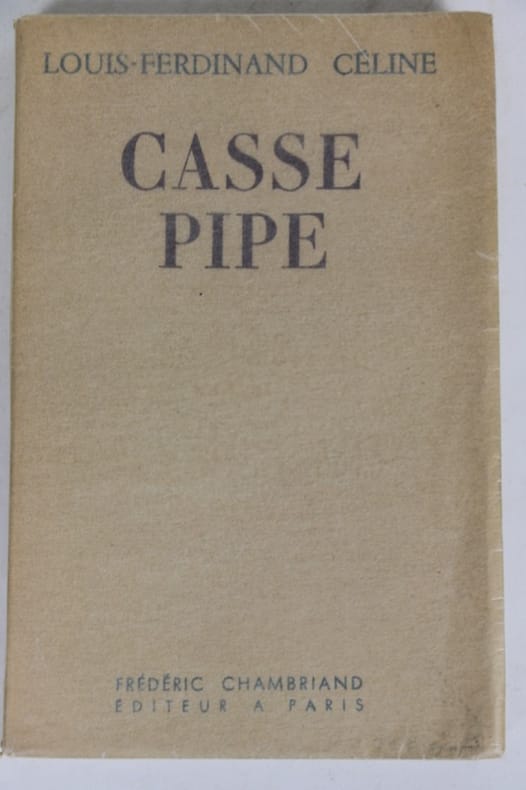 LOUIS-FERDINAND CÉLINE
CASSE
PIPE
FRÉDÉRIC CHAMBRIAND
ÉDITEUR A PARIS